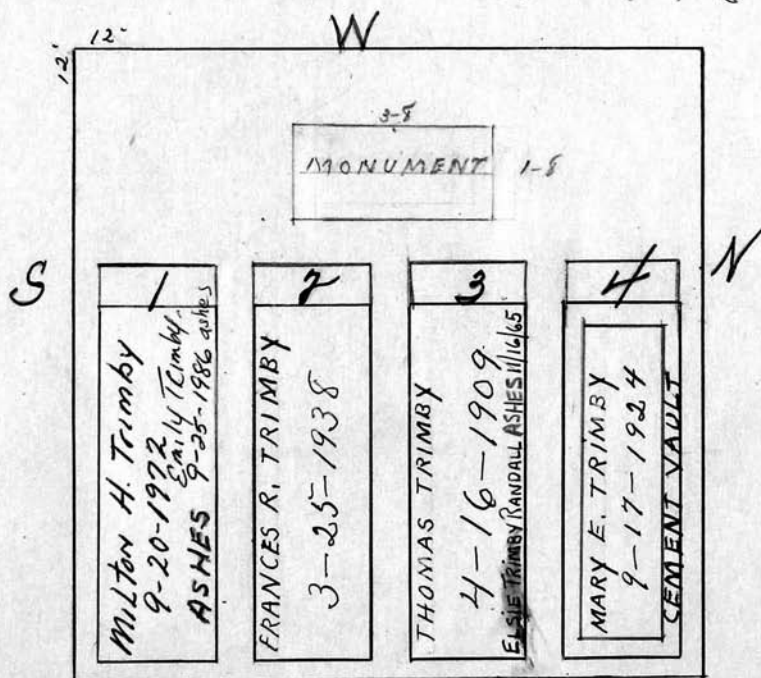 12'
12'
W
3-8
MONUMENT
1-8
S
N
1
2
3
4
Milton H. Trimby
9-20-1972
Emily Trimby-
ASHES 9-25-1986 ashes
FRANCES R. TRIMBY
3-25-1938
THOMAS TRIMBY
4-16-1909
ELSIE TRIMBY RANDALL ASHES 11/16/65
MARY E. TRIMBY
9-17-1924
CEMENT VAULT